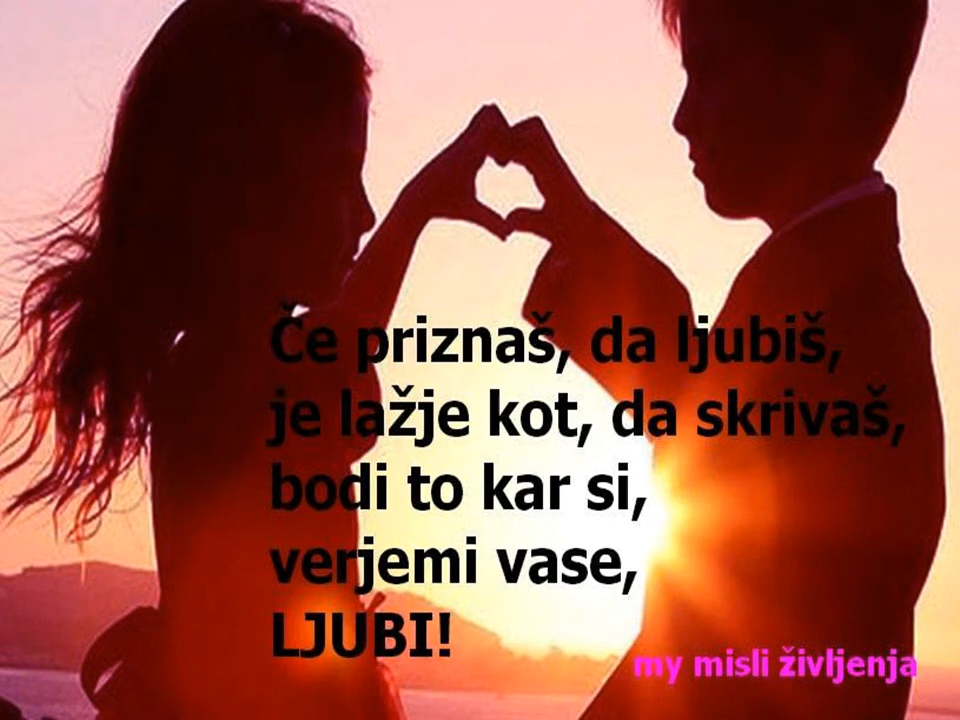 Če priznaš, da ljubiš,
je lažje kot, da skrivaš,
bodi to kar si,
verjemi vase,
LJUBI!
my misli življenja